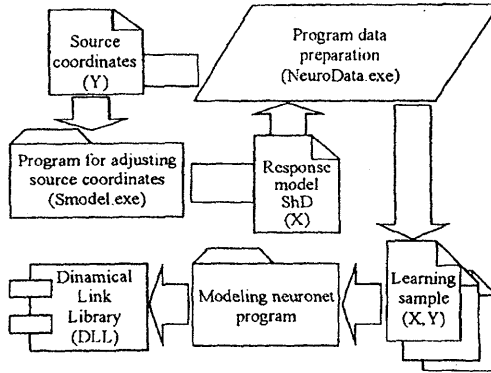 Source
coordinates
(Y)
Program data
preparation
(NeuroData.exe)
Program for adjusting
source coordinates
(Smodel.exe)
Response
model
ShD
(X)
Dinamical
Link
Library
(DLL)
Modeling neuronet
program
Learning
sample
(X,Y)